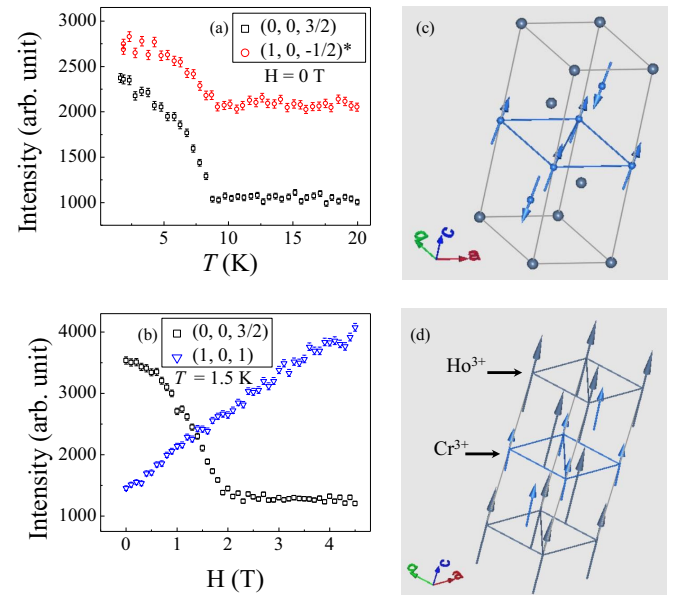 (a)
(0, 0, 3/2)
(1, 0, -1/2)*
H = 0 T
3000
2500
2000
1500
1000
Intensity (arb. unit)
5 10 15 20
T (K)
(b)
(0, 0, 3/2)
(1, 0, 1)
T = 1.5 K
4000
3000
2000
1000
Intensity (arb. unit)
0 1 2 3 4
H (T)
(c)
b c a
(d)
Ho3+
Cr3+
b c a